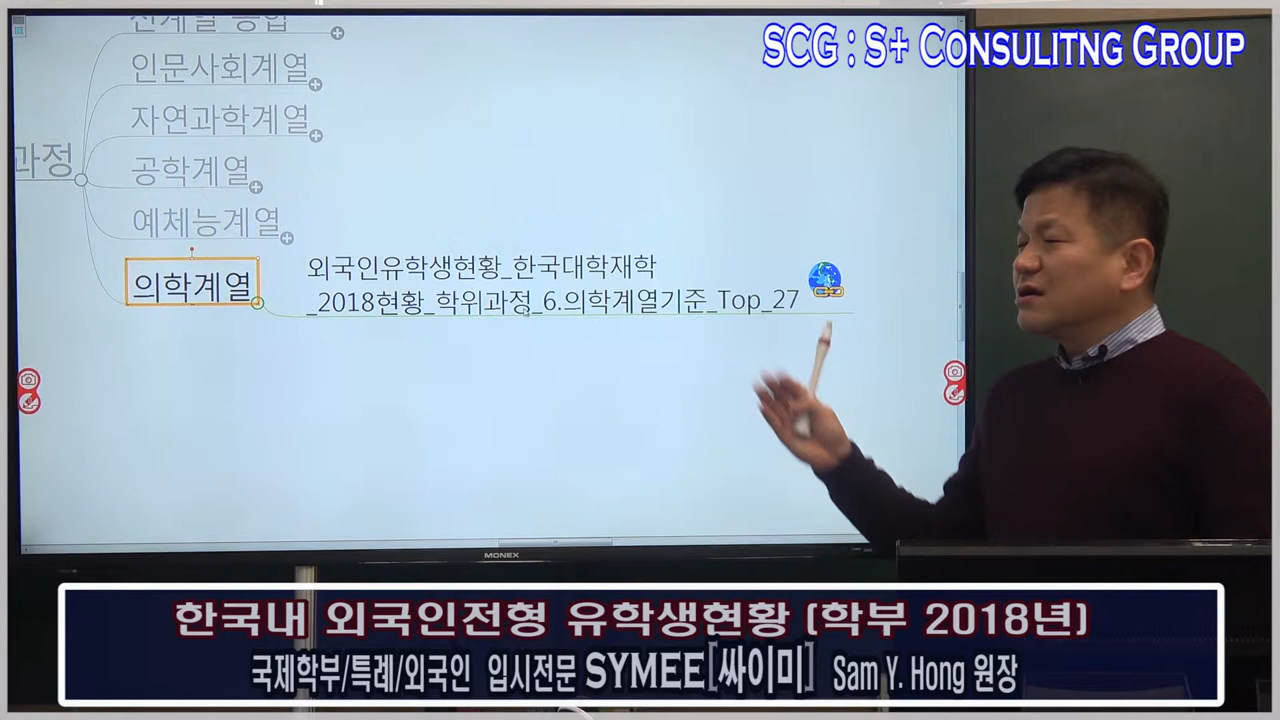 SCG : S+ CONSULITNG GROUP
전계열 종합
인문사회계열
자연과학계열
과정
공학계열
예체능계열
의학계열
외국인유학생현황_한국대학재학
_2018현황_학위과정_6.의학계열기준_Top_27
MONEX
한국내 외국인전형 유학생현황 (학부 2018년)
국제학부/특례/외국인 입시전문 SYMEE[싸이미] Sam Y. Hong 원장